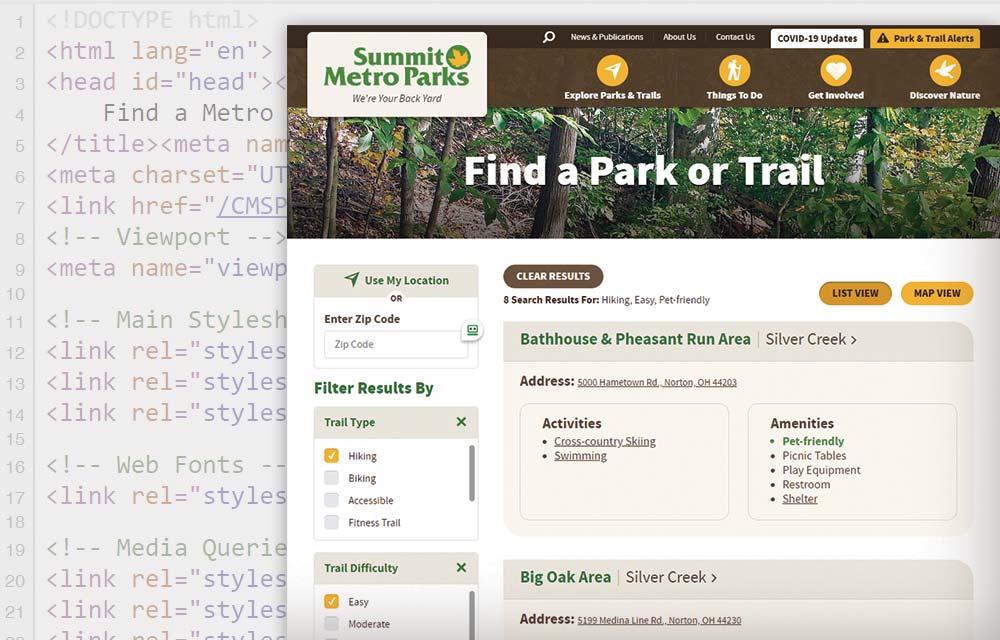 1 <!DOCTYPE html>
2 <html lang="en">
3 <head id="head"><
4 Find a Metro
5 </title><meta nam
6 <meta charset="UT
7 <link href="/CMSP
8 <!-- Viewport -->
9 <meta name="viewp
10
11 <!-- Main Stylesh
12 <link rel="styles
13 <link rel="styles
14 <link rel="styles
15
16 <!-- Web Fonts --
17 <link rel="styles
18
19 <!-- Media Querie
20 <link rel="styles
21 <link rel="styles
<link rel="styles
News & Publications About Us Contact Us COVID-19 Updates Park & Trail Alerts
Summit
Metro Parks
We're Your Back Yard
Explore Parks & Trails Things To Do Get Involved Discover Nature
Find a Park or Trail
Use My Location
OR
Enter Zip Code
Zip Code
Filter Results By
Trail Type
Hiking
Biking
Accessible
Fitness Trail
Trail Difficulty
Easy
Moderate
CLEAR RESULTS
8 Search Results For: Hiking, Easy, Pet-friendly
LIST VIEW MAP VIEW
Bathhouse & Pheasant Run Area | Silver Creek >
Address: 5000 Hametown Rd., Norton, OH 44203
Activities
• Cross-country Skiing
• Swimming
Amenities
• Pet-friendly
• Picnic Tables
• Play Equipment
• Restroom
• Shelter
Big Oak Area | Silver Creek >
Address: 5199 Medina Line Rd., Norton, OH 44230